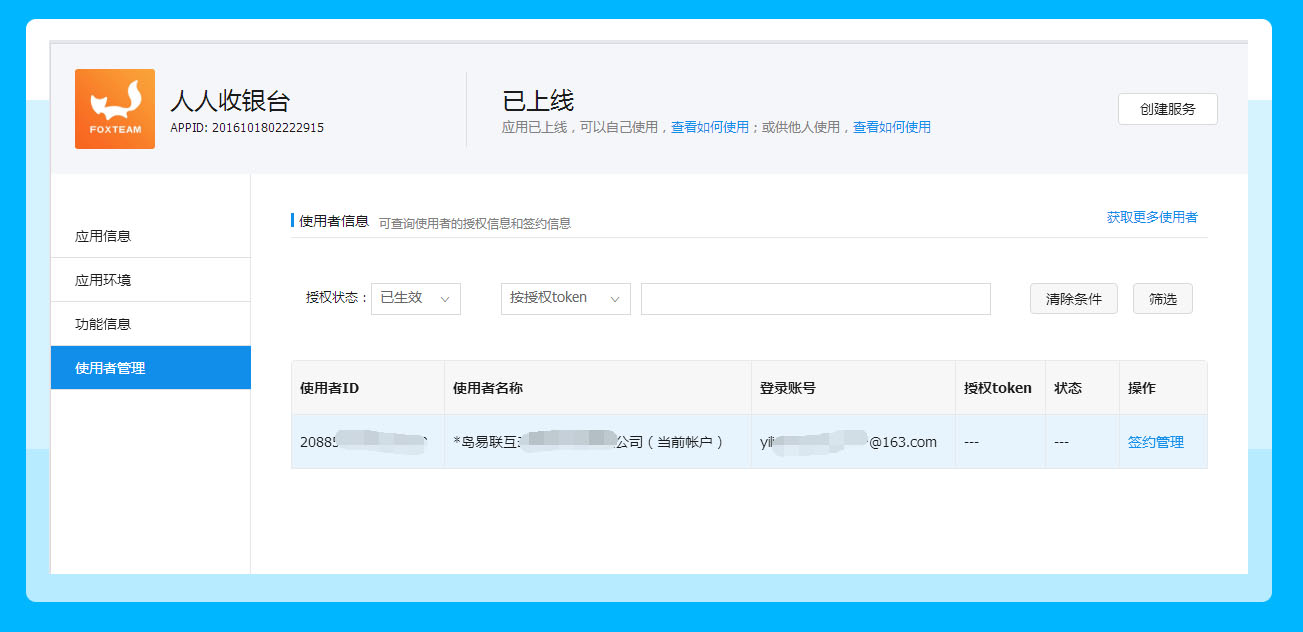 FOXTEAM
人人收银台
APPID: 2016101802222915
已上线
应用已上线，可以自己使用，查看如何使用；或供他人使用，查看如何使用
创建服务
应用信息
应用环境
功能信息
使用者管理
使用者信息 可查询使用者的授权信息和签约信息 获取更多使用者
授权状态： 已生效 按授权token 清除条件 筛选
使用者ID 使用者名称 登录账号 授权token 状态 操作
2088 *岛易联互 公司（当前帐户） yi @163.com --- --- 签约管理